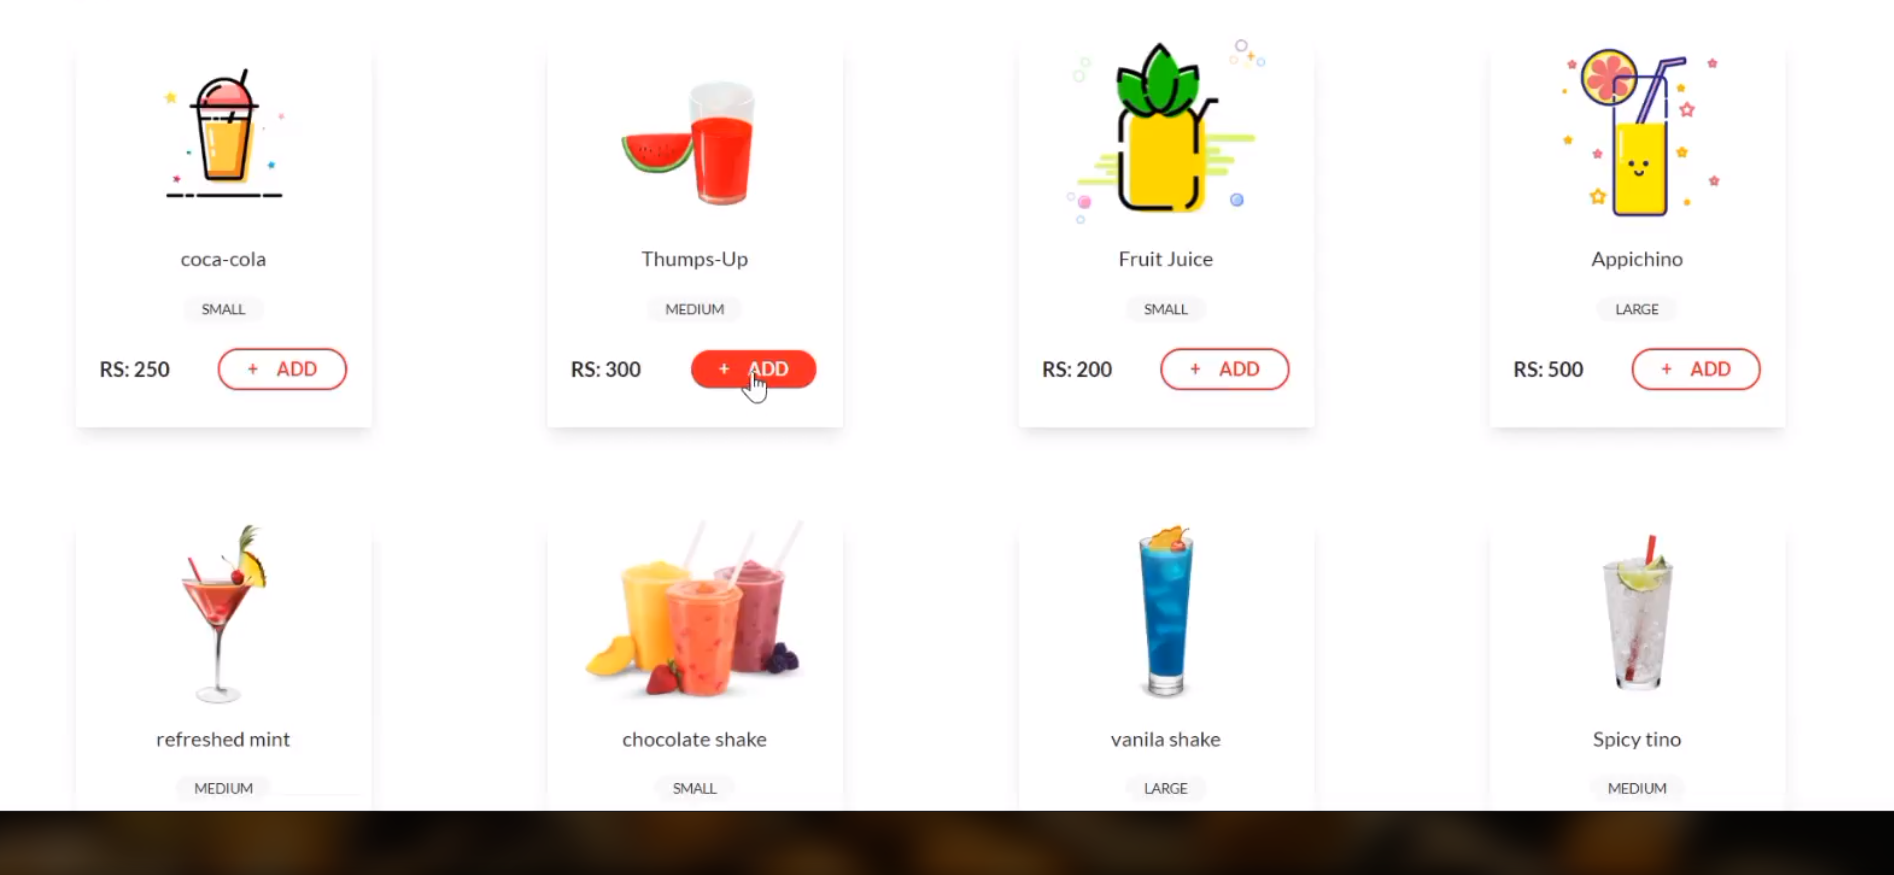 coca-cola
SMALL
RS: 250
+ ADD
Thumps-Up
MEDIUM
RS: 300
+ ADD
Fruit Juice
SMALL
RS: 200
+ ADD
Appichino
LARGE
RS: 500
+ ADD
refreshed mint
MEDIUM
chocolate shake
SMALL
vanila shake
LARGE
Spicy tino
MEDIUM